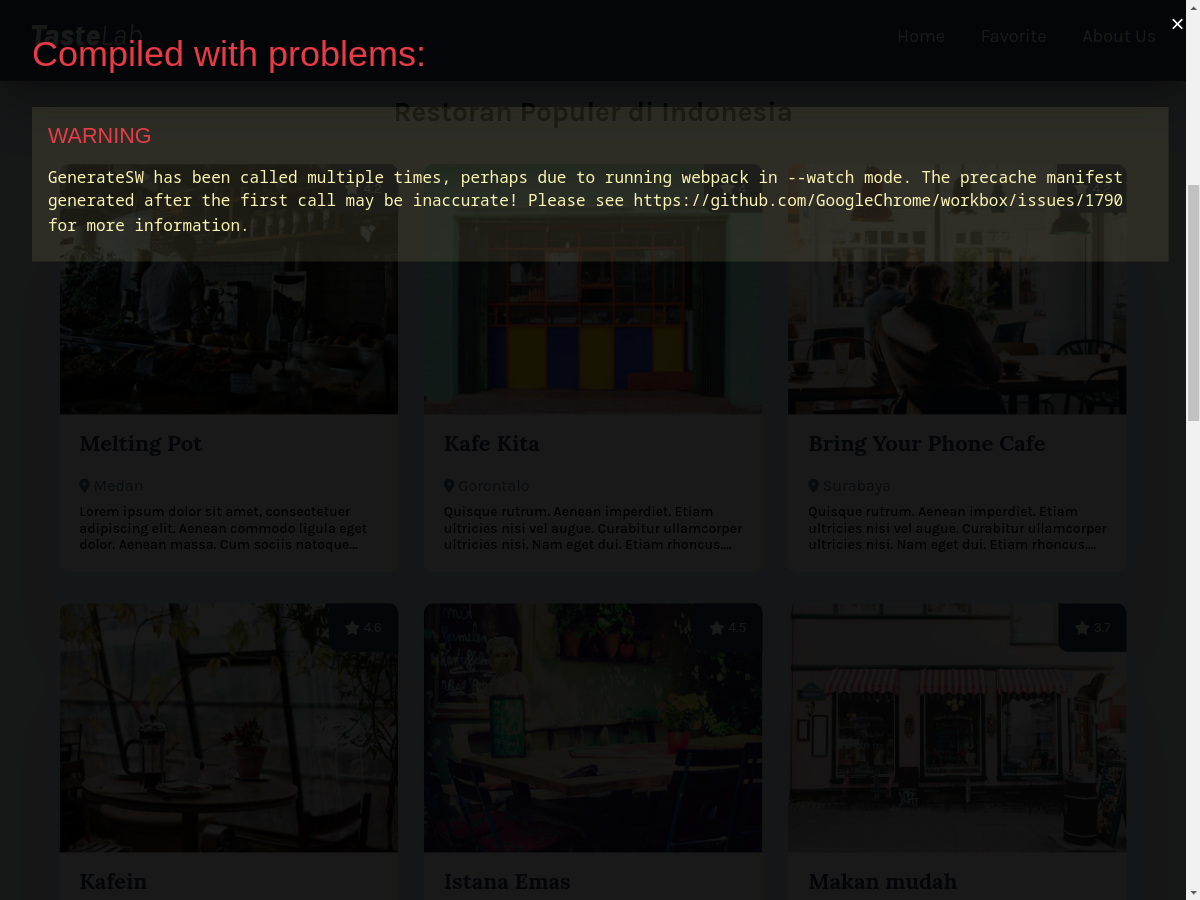 TasteLab
Home
Favorite
About Us
×
Compiled with problems:
Restoran Populer di Indonesia
WARNING
GenerateSW has been called multiple times, perhaps due to running webpack in --watch mode. The precache manifest
generated after the first call may be inaccurate! Please see https://github.com/GoogleChrome/workbox/issues/1790
for more information.
Melting Pot
Medan
Lorem ipsum dolor sit amet, consectetuer
adipiscing elit. Aenean commodo ligula eget
dolor. Aenean massa. Cum sociis natoque...
Kafe Kita
Gorontalo
Quisque rutrum. Aenean imperdiet. Etiam
ultricies nisi vel augue. Curabitur ullamcorper
ultricies nisi. Nam eget dui. Etiam rhoncus....
Bring Your Phone Cafe
Surabaya
Quisque rutrum. Aenean imperdiet. Etiam
ultricies nisi vel augue. Curabitur ullamcorper
ultricies nisi. Nam eget dui. Etiam rhoncus....
4.6
4.5
3.7
Kafein
Istana Emas
Makan mudah